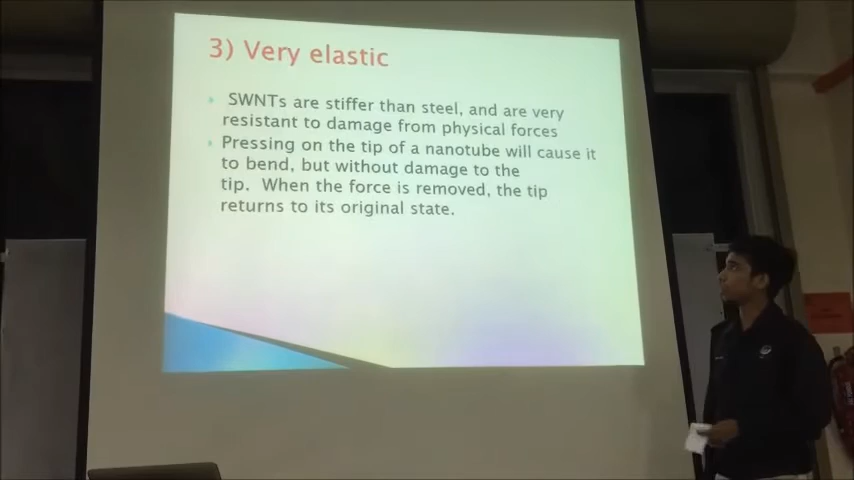 3) Very elastic
SWNTs are stiffer than steel, and are very
resistant to damage from physical forces
Pressing on the tip of a nanotube will cause it
to bend, but without damage to the
tip.  When the force is removed, the tip
returns to its original state.